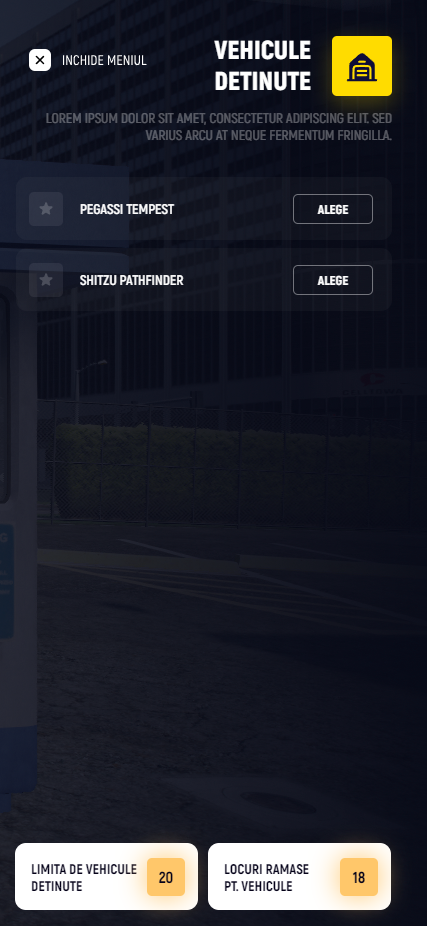 INCHIDE MENIUL
VEHICULE
DETINUTE
LOREM IPSUM DOLOR SIT AMET, CONSECTETUR ADIPISCING ELIT. SED
VARIUS ARCU AT NEQUE FERMENTUM FRINGILLA.
PEGASSI TEMPEST
ALEGE
SHITZU PATHFINDER
ALEGE
LIMITA DE VEHICULE
DETINUTE
20
LOCURI RAMASE
PT. VEHICULE
18